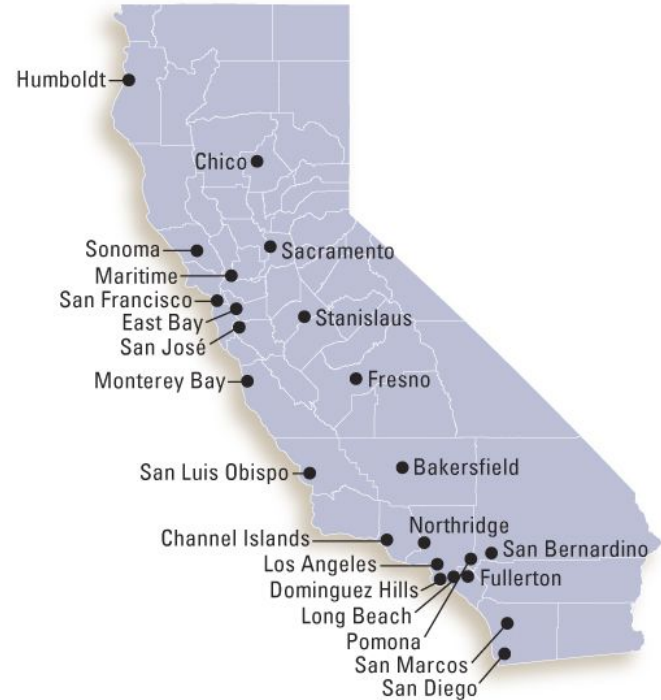 Humboldt
Chico
Sonoma
Sacramento
Maritime
San Francisco
East Bay
Stanislaus
San José
Monterey Bay
Fresno
San Luis Obispo
Bakersfield
Northridge
Channel Islands
San Bernardino
Los Angeles
Fullerton
Dominguez Hills
Long Beach
Pomona
San Marcos
San Diego